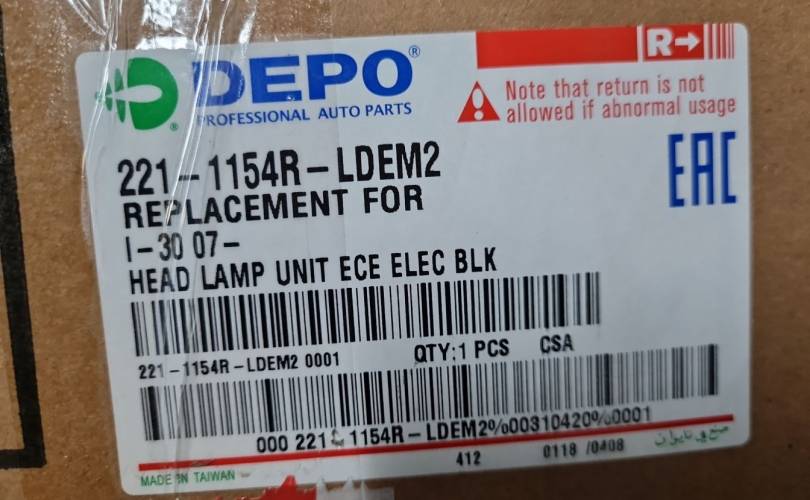 DEPO®
PROFESSIONAL AUTO PARTS
R→
Note that return is not
allowed if abnormal usage
221-1154R-LDEM2
EAC
REPLACEMENT FOR
I-30 07-
HEAD LAMP UNIT ECE ELEC BLK
221-1154R-LDEM2 0001 QTY:1 PCS CSA
000 221 1154R-LDEM2%00310420%0001
MADE IN TAIWAN 412 0118 /0408